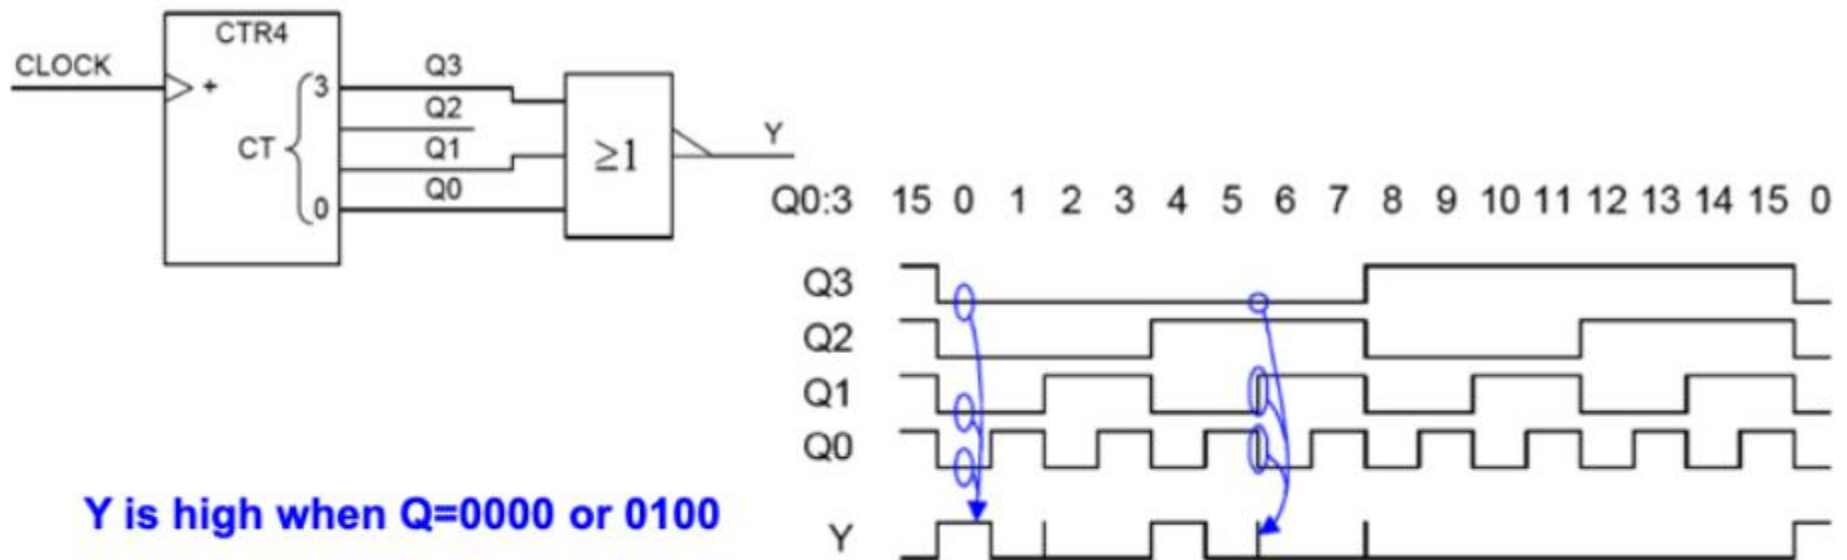 CTR4
CLOCK
+
CT
3
0
Q3
Q2
Q1
Q0
≥1
Y
Q0:3 15 0 1 2 3 4 5 6 7 8 9 10 11 12 13 14 15 0
Q3
Q2
Q1
Q0
Y
Y is high when Q=0000 or 0100